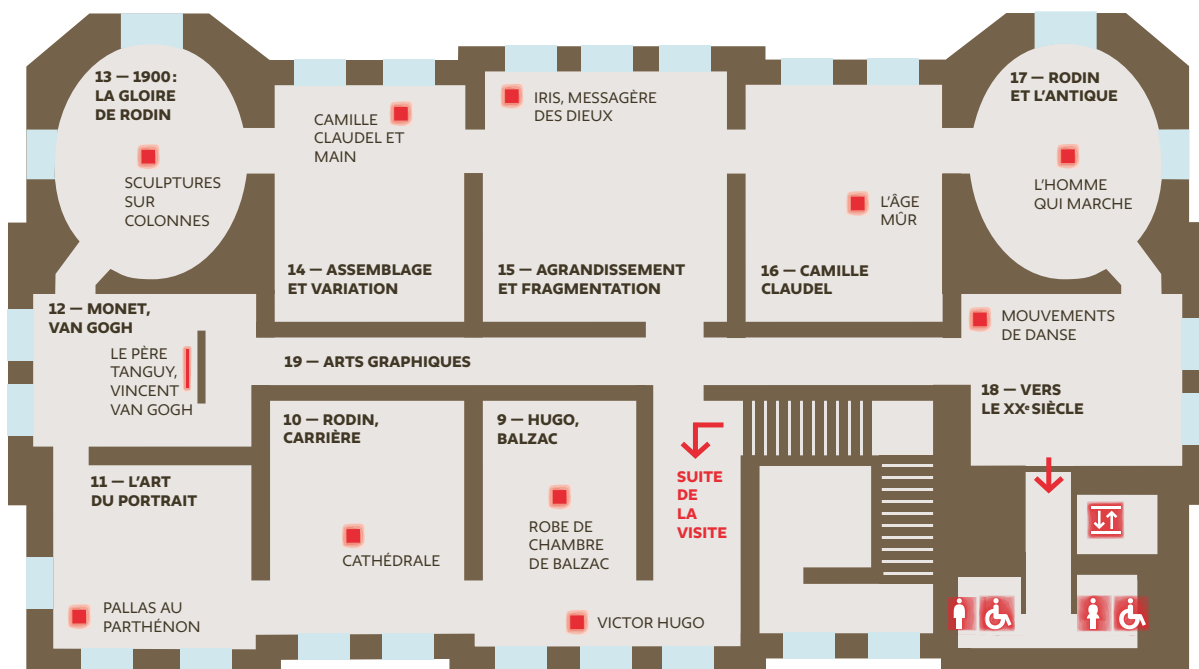 13 — 1900 :
LA GLOIRE
DE RODIN
SCULPTURES
SUR
COLONNES
CAMILLE
CLAUDEL ET
MAIN
14 — ASSEMBLAGE
ET VARIATION
IRIS, MESSAGÈRE
DES DIEUX
15 — AGRANDISSEMENT
ET FRAGMENTATION
L'ÂGE
MÛR
16 — CAMILLE
CLAUDEL
17 — RODIN
ET L'ANTIQUE
L'HOMME
QUI MARCHE
12 — MONET,
VAN GOGH
LE PÈRE
TANGUY,
VINCENT
VAN GOGH
19 — ARTS GRAPHIQUES
MOUVEMENTS
DE DANSE
18 — VERS
LE XXe SIÈCLE
11 — L'ART
DU PORTRAIT
PALLAS AU
PARTHÉNON
10 — RODIN,
CARRIÈRE
CATHÉDRALE
9 — HUGO,
BALZAC
ROBE DE
CHAMBRE
DE BALZAC
VICTOR HUGO
SUITE
DE
LA
VISITE